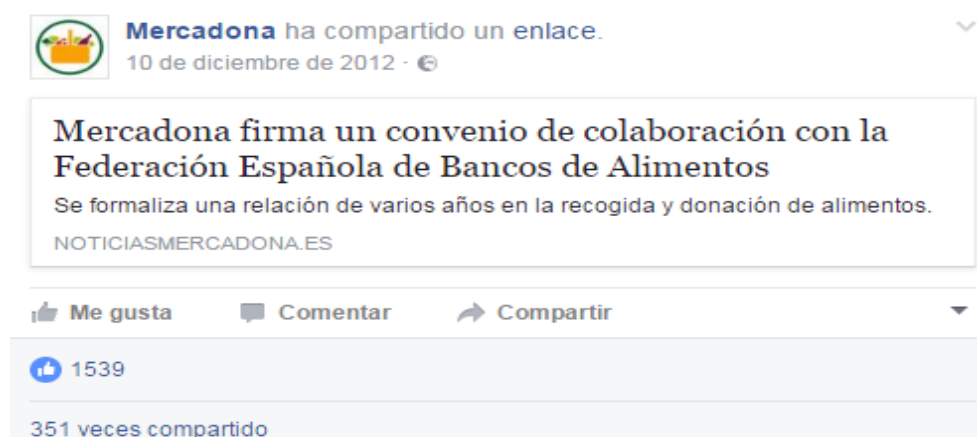 Mercadona ha compartido un enlace.
10 de diciembre de 2012 ·
Mercadona firma un convenio de colaboración con la
Federación Española de Bancos de Alimentos
Se formaliza una relación de varios años en la recogida y donación de alimentos.
NOTICIASMERCADONA.ES
Me gusta Comentar Compartir
1539
351 veces compartido